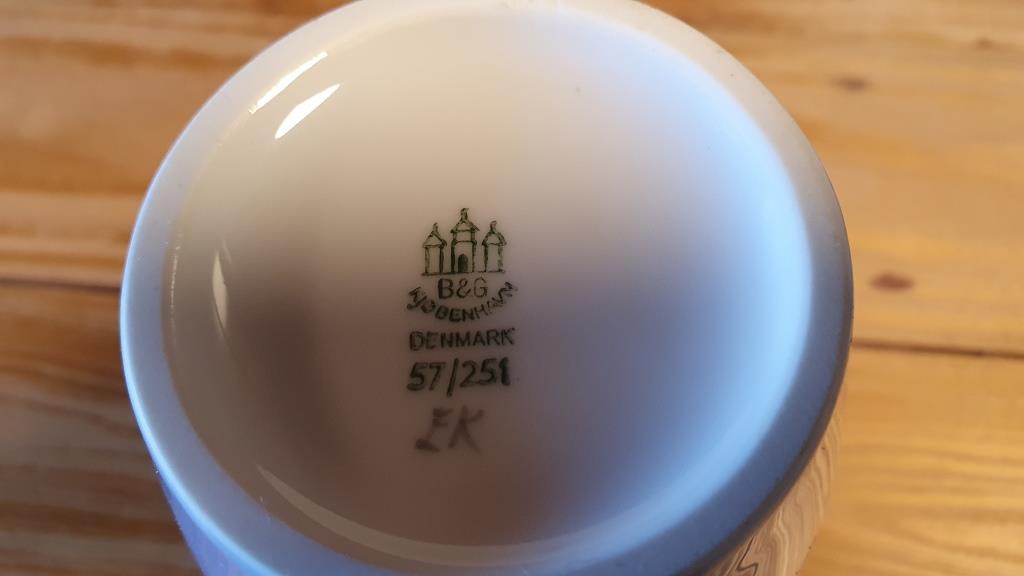 B&G
KJØBENHAVN
DENMARK
57/251
EK